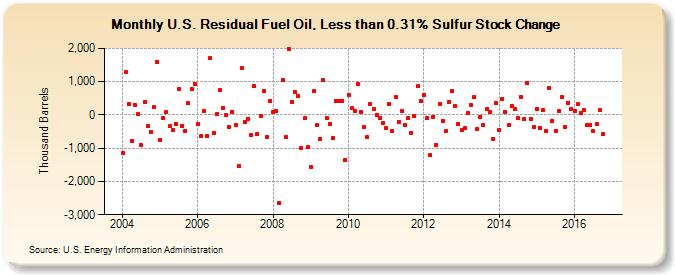 Monthly U.S. Residual Fuel Oil, Less than 0.31% Sulfur Stock Change
Thousand Barrels
2,000
1,000
0
-1,000
-2,000
-3,000
2004 2006 2008 2010 2012 2014 2016
Source: U.S. Energy Information Administration